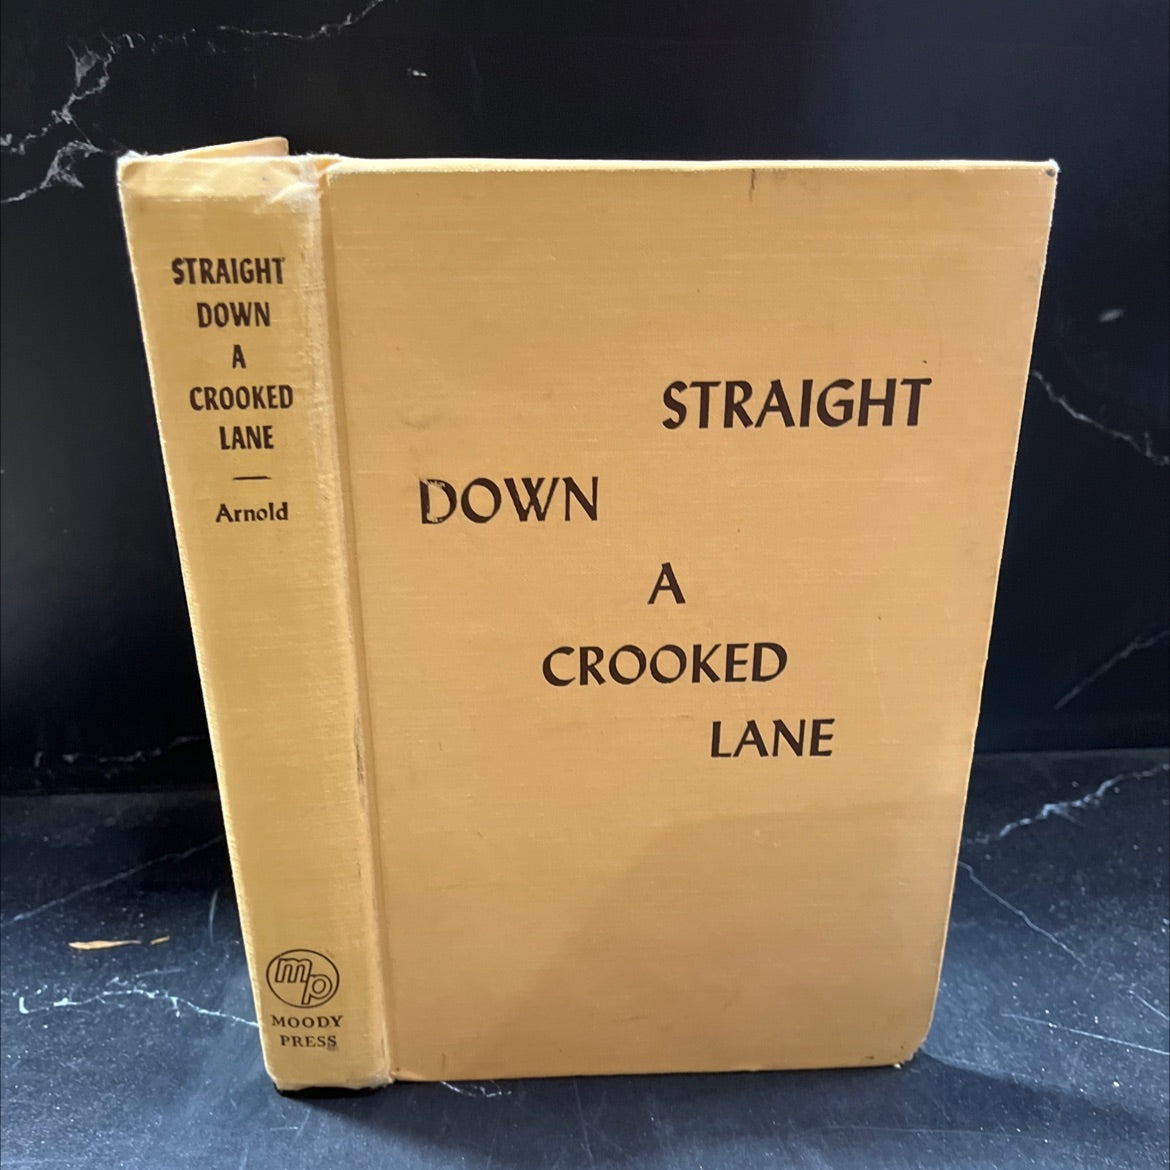 STRAIGHT
DOWN
A
CROOKED
LANE
Arnold
mp
MOODY
PRESS
STRAIGHT
DOWN
A
CROOKED
LANE